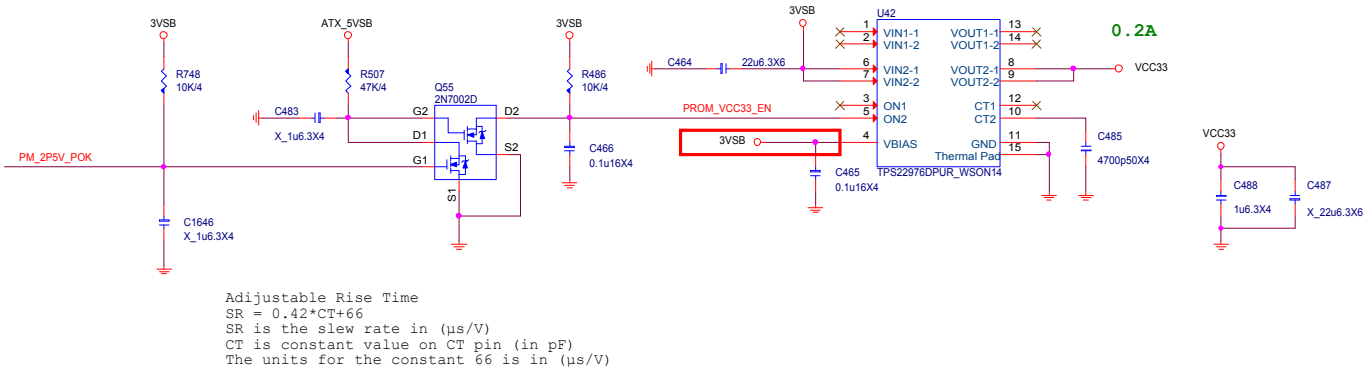 3VSB
R748
10K/4
PM_2P5V_POK
C1646
X_1u6.3X4
ATX_5VSB
R507
47K/4
C483
X_1u6.3X4
Q55
2N7002D
G2
D2
D1
S2
G1
S1
3VSB
R486
10K/4
C466
0.1u16X4
PROM_VCC33_EN
3VSB
C464
22u6.3X6
3VSB
C465
0.1u16X4
U42
1
VIN1-1
2
VIN1-2
6
VIN2-1
7
VIN2-2
3
ON1
5
ON2
4
VBIAS
13
VOUT1-1
14
VOUT1-2
8
VOUT2-1
9
VOUT2-2
12
CT1
10
CT2
11
GND
15
Thermal Pad
TPS22976DPUR_WSON14
0.2A
VCC33
C485
4700p50X4
VCC33
C488
1u6.3X4
C487
X_22u6.3X6
Adijustable Rise Time
SR = 0.42*CT+66
SR is the slew rate in (µs/V)
CT is constant value on CT pin (in pF)
The units for the constant 66 is in (µs/V)